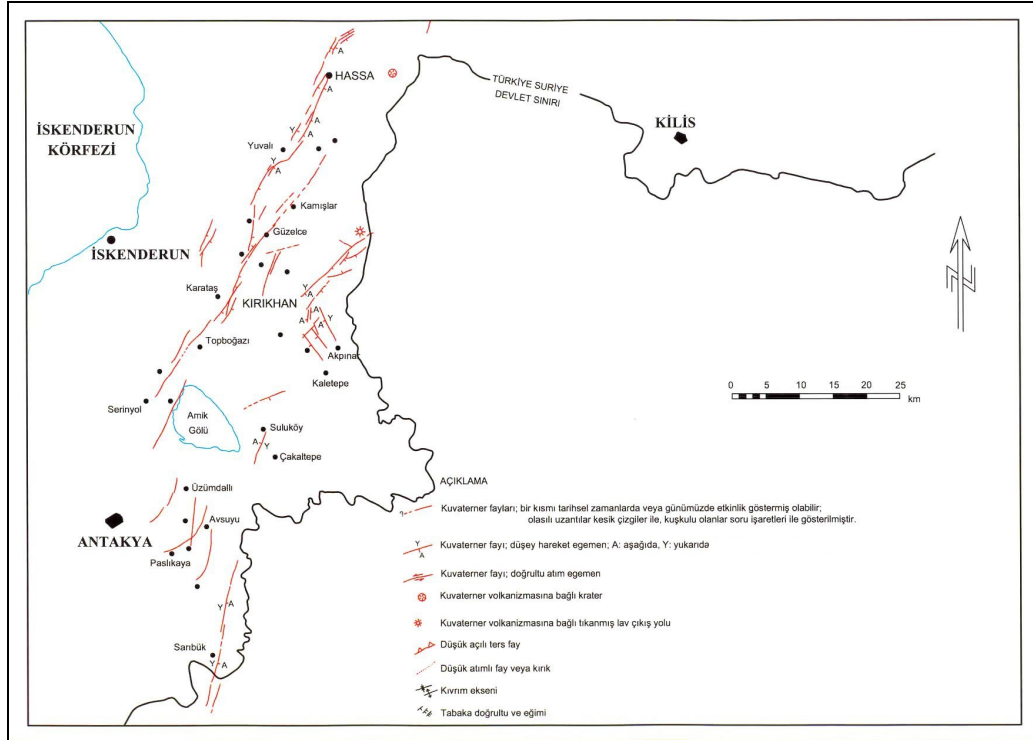 A
HASSA
A
TÜRKİYE SURİYE
DEVLET SINIRI
KİLİS
İSKENDERUN
KÖRFEZİ
A
Y
A
Yuvalı
Y
A
Kamışlar
Güzelce
İSKENDERUN
Karataş
KIRIKHAN
Y
A
A
A
A
Y
Topboğazı
Akpınar
Kaletepe
0 5 10 15 20 25
km
Serinyol
Amik
Gölü
Suluköy
A
Y
Çakaltepe
AÇIKLAMA
Üzümdallı
Kuvaterner fayları; bir kısmı tarihsel zamanlarda veya günümüzde etkinlik göstermiş olabilir;
olasılı uzantılar kesik çizgiler ile, kuşkulu olanlar soru işaretleri ile gösterilmiştir.
ANTAKYA
Avsuyu
Paslıkaya
Y
A
Kuvaterner fayı; düşey hareket egemen; A: aşağıda, Y: yukarıda
Kuvaterner fayı; doğrultu atım egemen
Kuvaterner volkanizmasına bağlı krater
Y
A
Kuvaterner volkanizmasına bağlı tıkanmış lav çıkış yolu
Düşük açılı ters fay
Sarıbük
Y
A
Düşük atımlı fay veya kırık
Kıvrım ekseni
Tabaka doğrultu ve eğimi